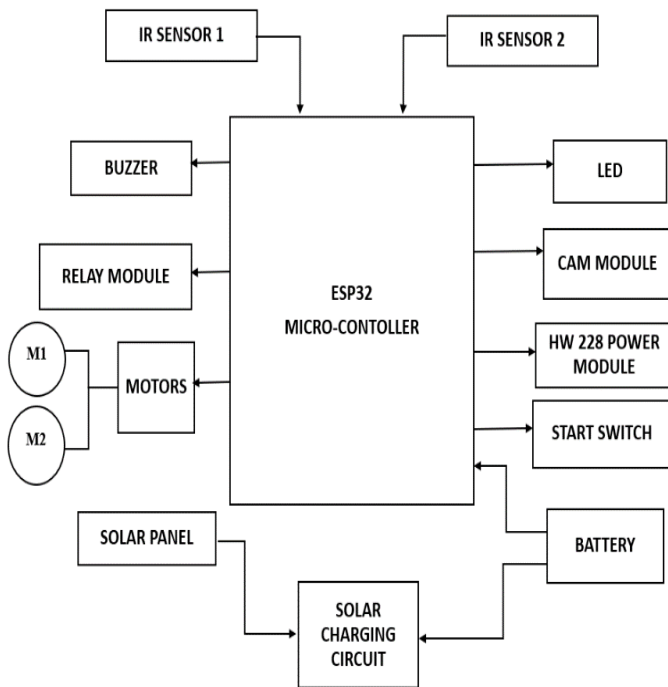 IR SENSOR 1
IR SENSOR 2
BUZZER
LED
RELAY MODULE
CAM MODULE
ESP32
MICRO-CONTOLLER
HW 228 POWER
MODULE
M1
MOTORS
M2
START SWITCH
SOLAR PANEL
BATTERY
SOLAR
CHARGING
CIRCUIT